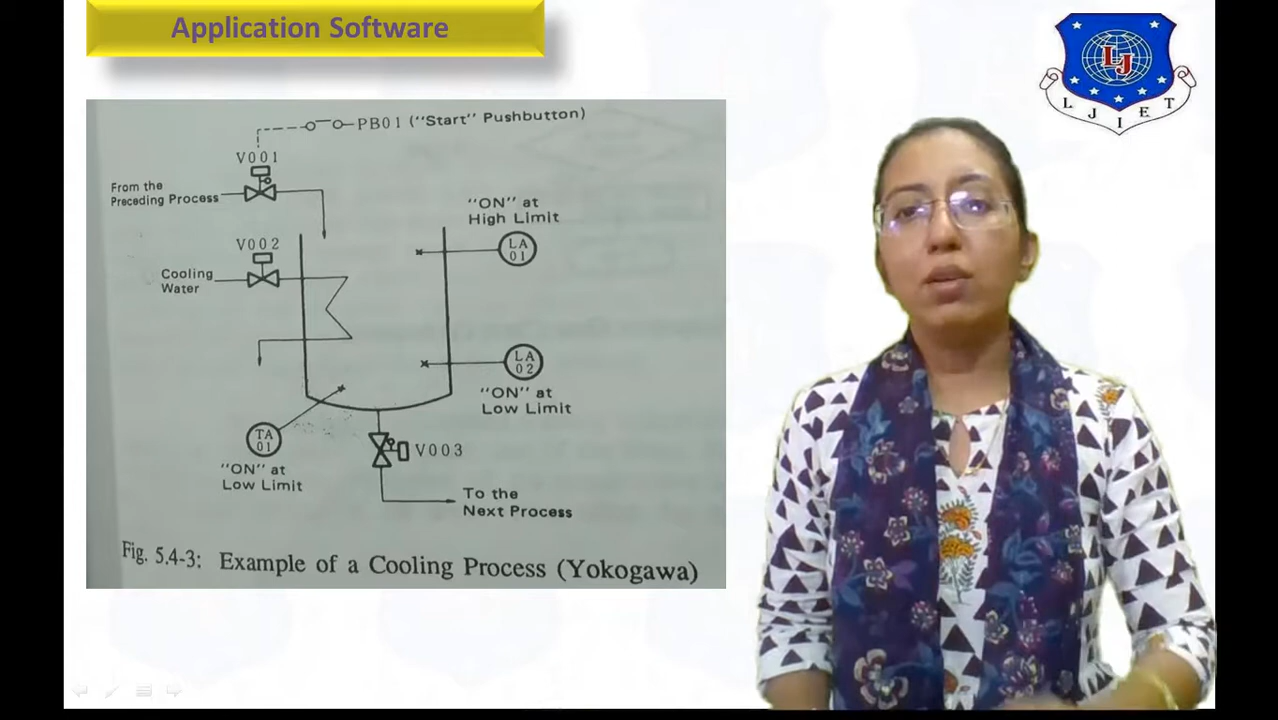 Application Software
L J I E T
LJ
PB01 ("Start" Pushbutton)
V001
From the
Preceding Process
"ON" at
High Limit
V002
LA
01
Cooling
Water
LA
02
"ON" at
Low Limit
TA
01
V003
"ON" at
Low Limit
To the
Next Process
Fig. 5.4-3: Example of a Cooling Process (Yokogawa)